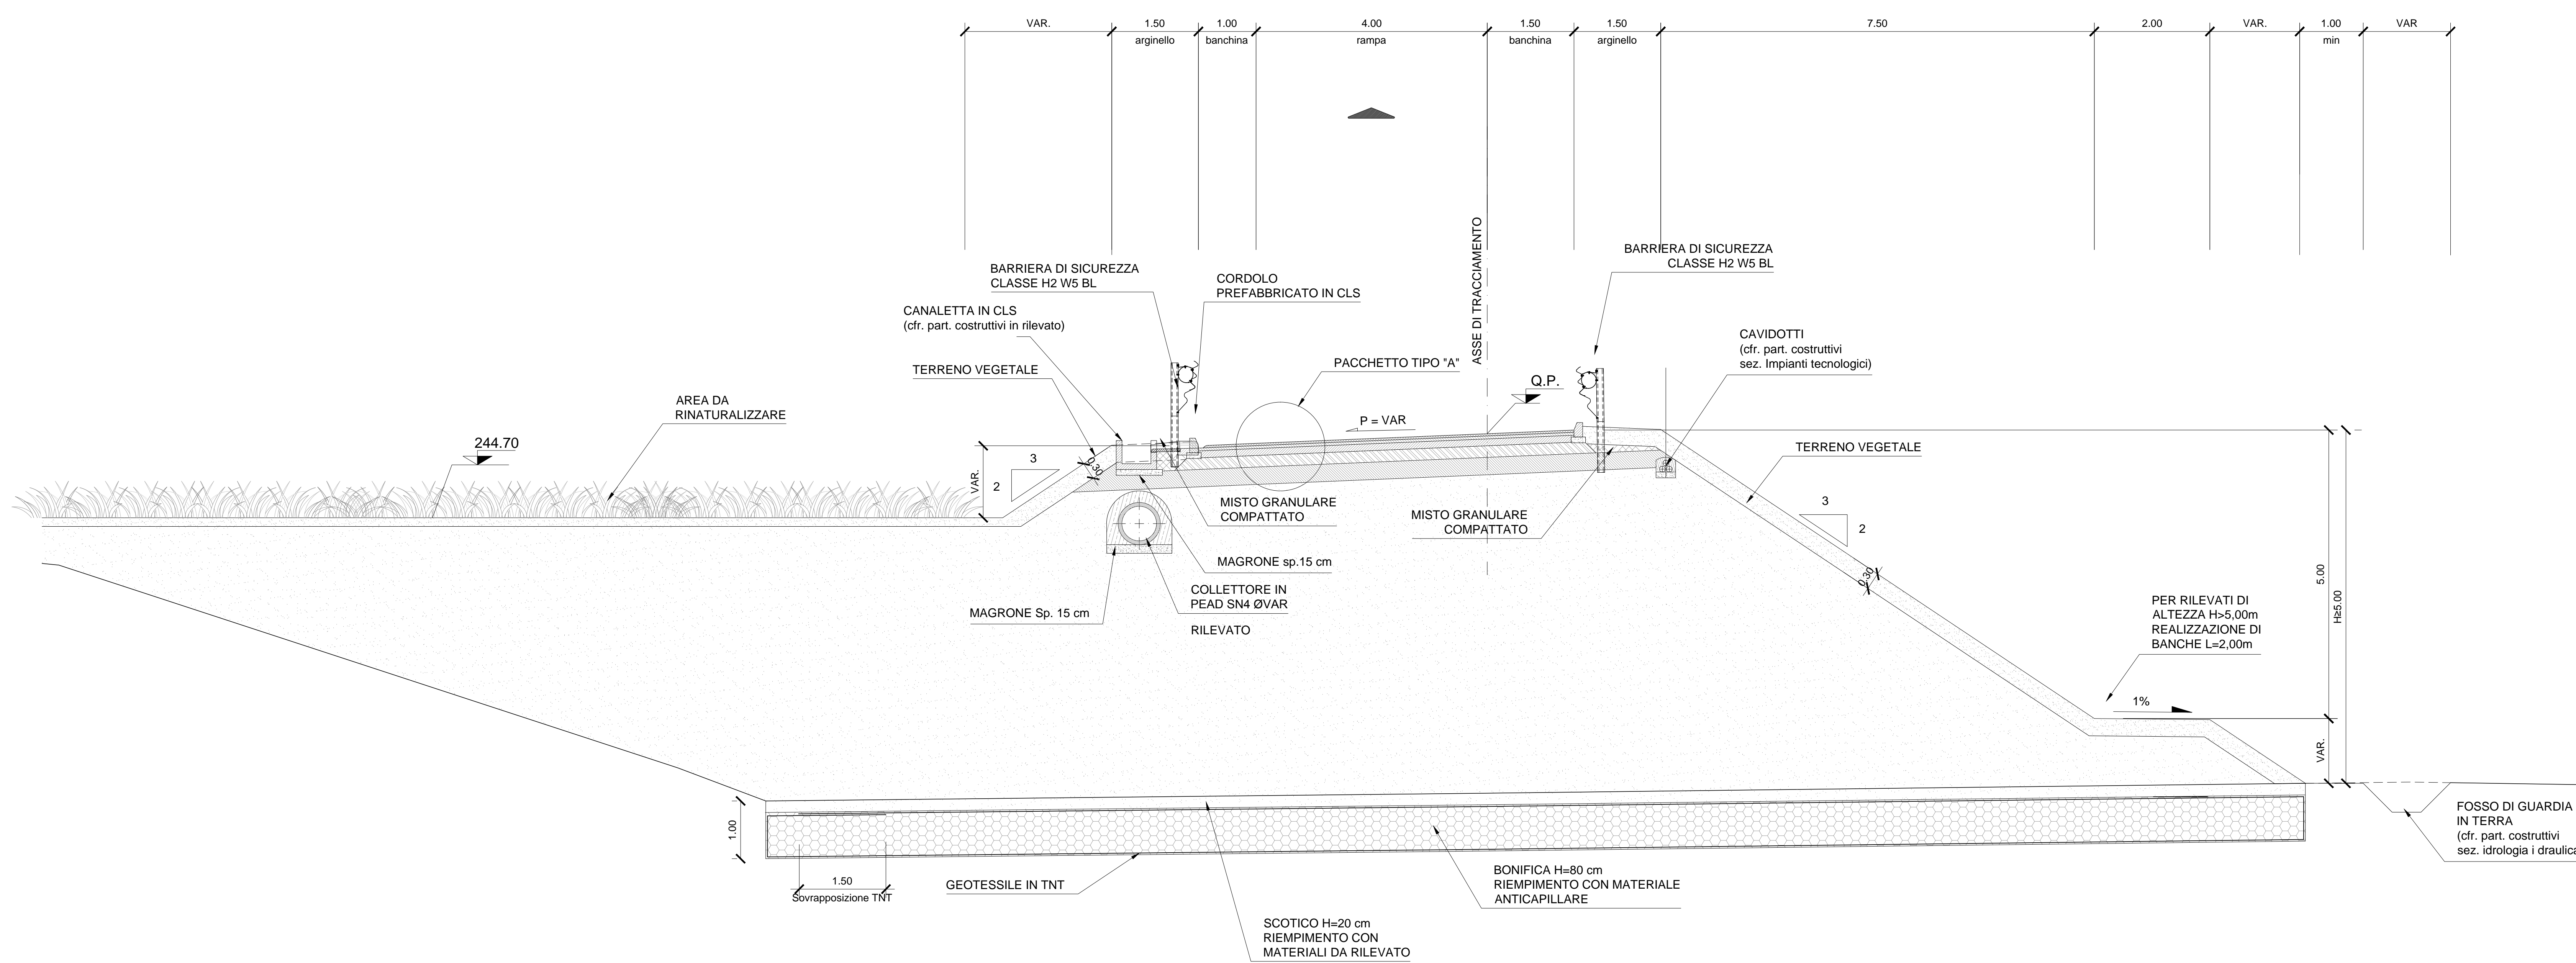 VAR.
1.50
1.00
4.00
1.50
1.50
7.50
2.00
VAR.
1.00
VAR
arginello
banchina
rampa
banchina
arginello
min
ASSE DI TRACCIAMENTO
BARRIERA DI SICUREZZA
CLASSE H2 W5 BL
BARRIERA DI SICUREZZA
CLASSE H2 W5 BL
CORDOLO
PREFABBRICATO IN CLS
CANALETTA IN CLS
(cfr. part. costruttivi in rilevato)
CAVIDOTTI
(cfr. part. costruttivi
sez. Impianti tecnologici)
PACCHETTO TIPO "A"
TERRENO VEGETALE
Q.P.
AREA DA
RINATURALIZZARE
P = VAR
244.70
TERRENO VEGETALE
3
2
0.30
VAR.
MISTO GRANULARE
COMPATTATO
MISTO GRANULARE
COMPATTATO
3
2
MAGRONE sp.15 cm
0.30
5.00
H≥5.00
COLLETTORE IN
PEAD SN4 ØVAR
MAGRONE Sp. 15 cm
RILEVATO
PER RILEVATI DI
ALTEZZA H>5,00m
REALIZZAZIONE DI
BANCHE L=2,00m
1%
VAR.
1.00
FOSSO DI GUARDIA
IN TERRA
(cfr. part. costruttivi
sez. idrologia i draulica
1.50
Sovrapposizione TNT
GEOTESSILE IN TNT
BONIFICA H=80 cm
RIEMPIMENTO CON MATERIALE
ANTICAPILLARE
SCOTICO H=20 cm
RIEMPIMENTO CON
MATERIALI DA RILEVATO